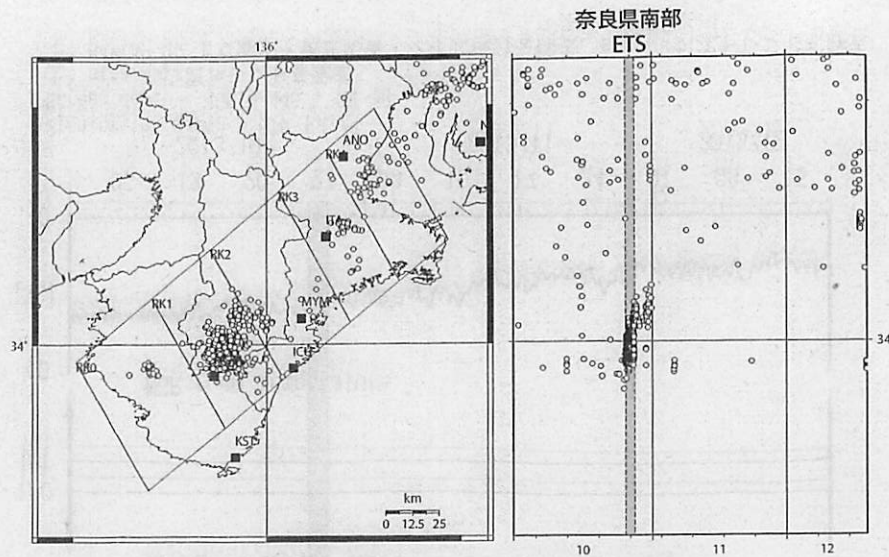 奈良県南部
ETS
136°
N
ANO
RK
RK3
ITA
RK2
RK1
MYM
34°
ICU
RK0
KST
km
0 12.5 25
34°
10
11
12